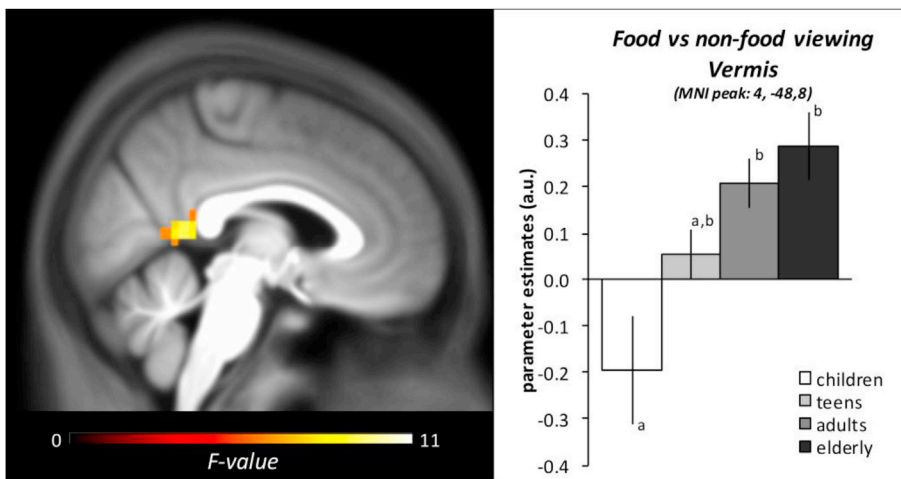 0
11
F-value
Food vs non-food viewing
Vermis
(MNI peak: 4, -48,8)
parameter estimates (a.u.)
0.4
0.3
0.2
0.1
0.0
-0.1
-0.2
-0.3
-0.4
a
a,b
b
b
children
teens
adults
elderly